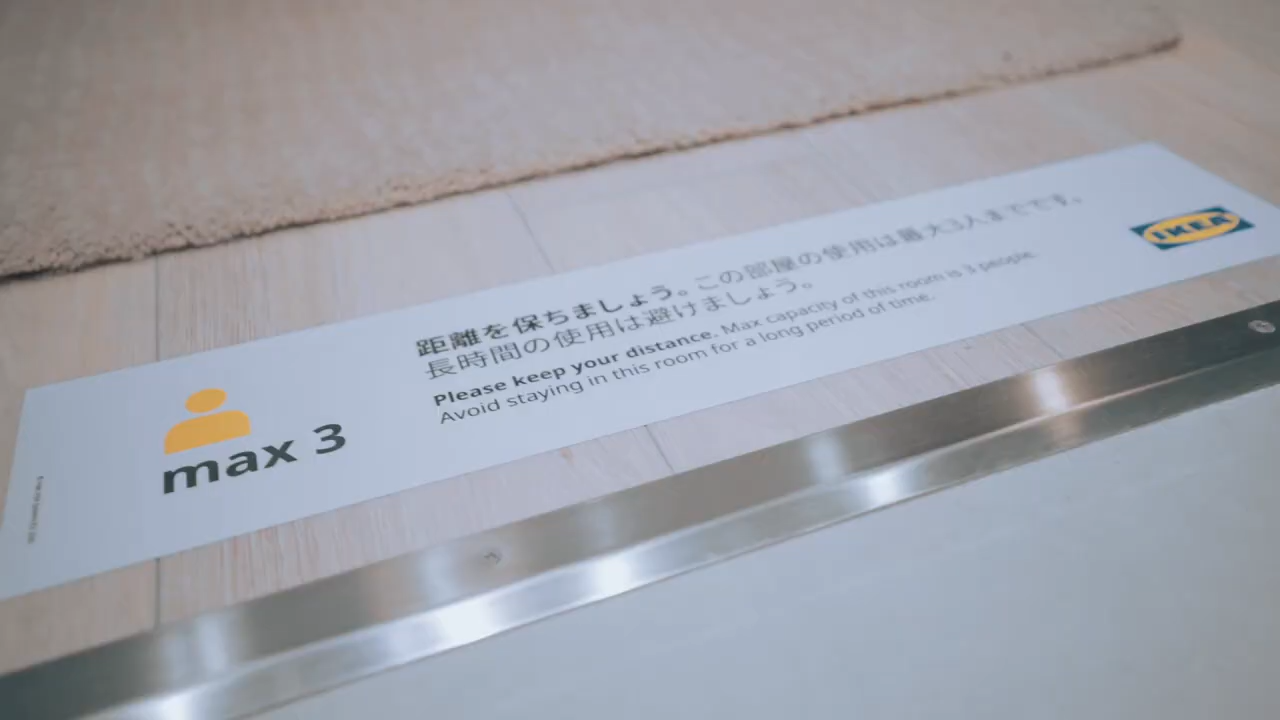 距離を保ちましょう。この部屋の使用は最大3人までです。
長時間の使用は避けましょう。
Please keep your distance. Max capacity of this room is 3 people.
Avoid staying in this room for a long period of time.
max 3
IKEA